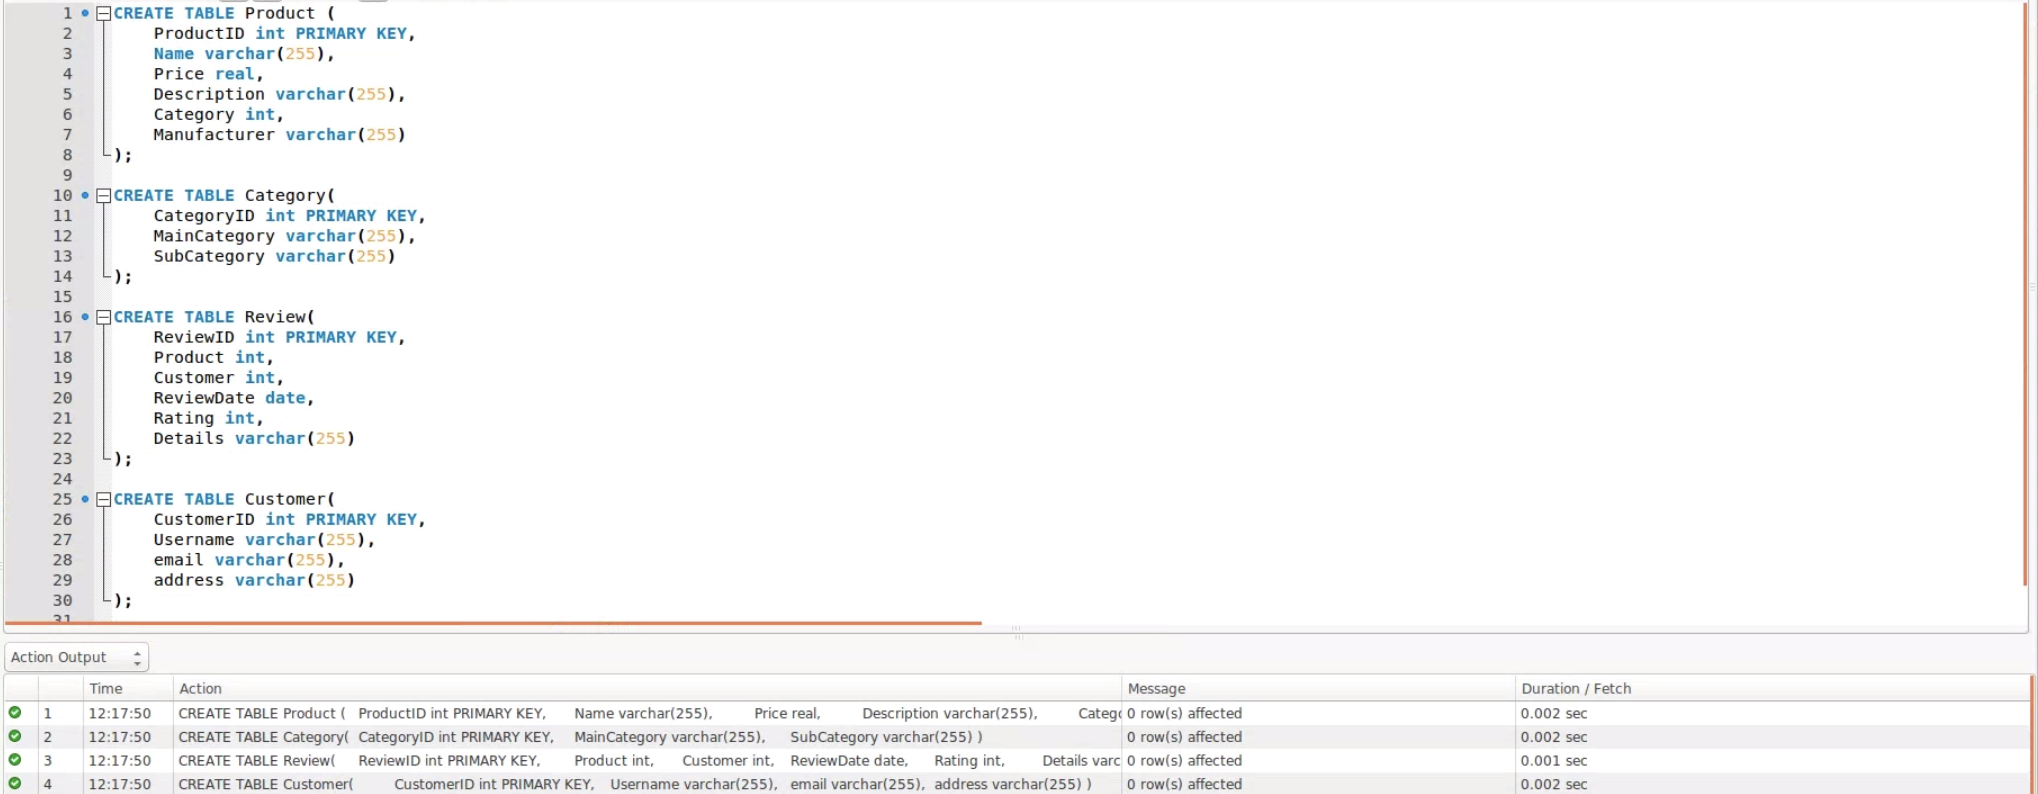 1 CREATE TABLE Product (
2 ProductID int PRIMARY KEY,
3 Name varchar(255),
4 Price real,
5 Description varchar(255),
6 Category int,
7 Manufacturer varchar(255)
8 );
9
10 CREATE TABLE Category(
11 CategoryID int PRIMARY KEY,
12 MainCategory varchar(255),
13 SubCategory varchar(255)
14 );
15
16 CREATE TABLE Review(
17 ReviewID int PRIMARY KEY,
18 Product int,
19 Customer int,
20 ReviewDate date,
21 Rating int,
22 Details varchar(255)
23 );
24
25 CREATE TABLE Customer(
26 CustomerID int PRIMARY KEY,
27 Username varchar(255),
28 email varchar(255),
29 address varchar(255)
30 );
31
Action Output
Time Action Message Duration / Fetch
1 12:17:50 CREATE TABLE Product ( ProductID int PRIMARY KEY, Name varchar(255), Price real, Description varchar(255), Categ 0 row(s) affected 0.002 sec
2 12:17:50 CREATE TABLE Category( CategoryID int PRIMARY KEY, MainCategory varchar(255), SubCategory varchar(255) ) 0 row(s) affected 0.002 sec
3 12:17:50 CREATE TABLE Review( ReviewID int PRIMARY KEY, Product int, Customer int, ReviewDate date, Rating int, Details varc 0 row(s) affected 0.001 sec
4 12:17:50 CREATE TABLE Customer( CustomerID int PRIMARY KEY, Username varchar(255), email varchar(255), address varchar(255) ) 0 row(s) affected 0.002 sec